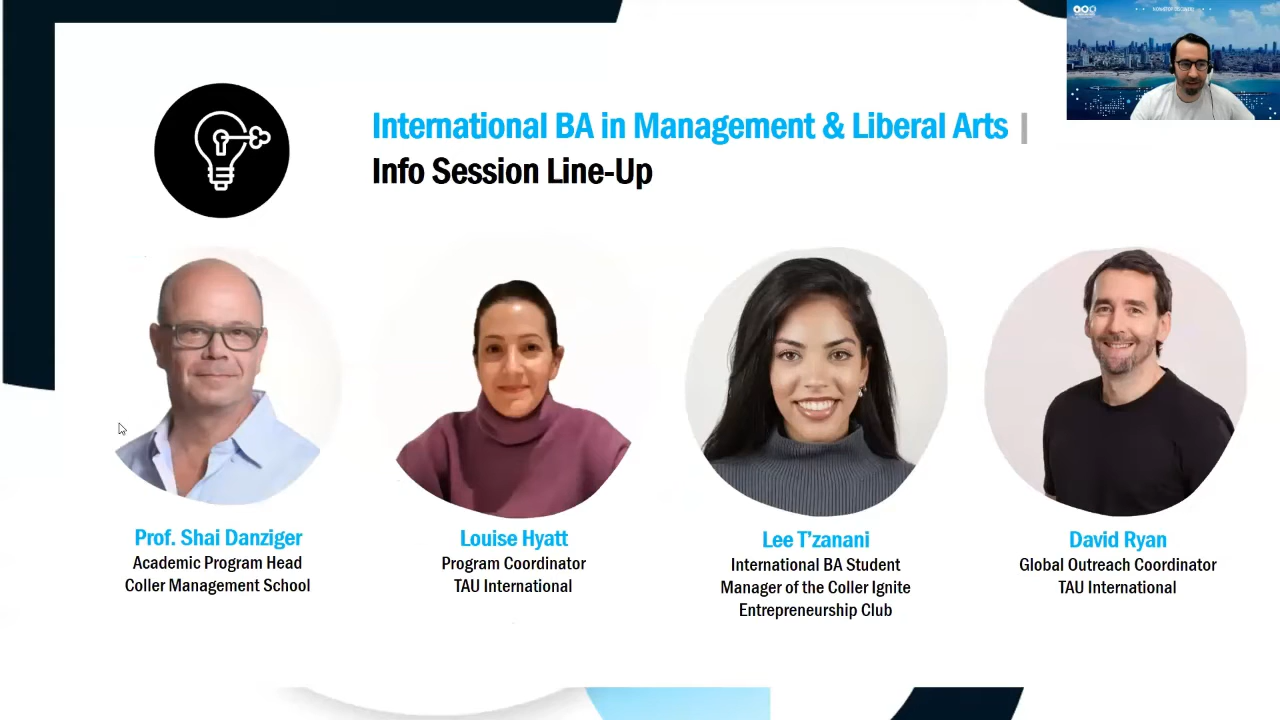 International BA in Management & Liberal Arts |
Info Session Line-Up
Prof. Shai Danziger
Academic Program Head
Coller Management School
Louise Hyatt
Program Coordinator
TAU International
Lee T'zanani
International BA Student
Manager of the Coller Ignite
Entrepreneurship Club
David Ryan
Global Outreach Coordinator
TAU International